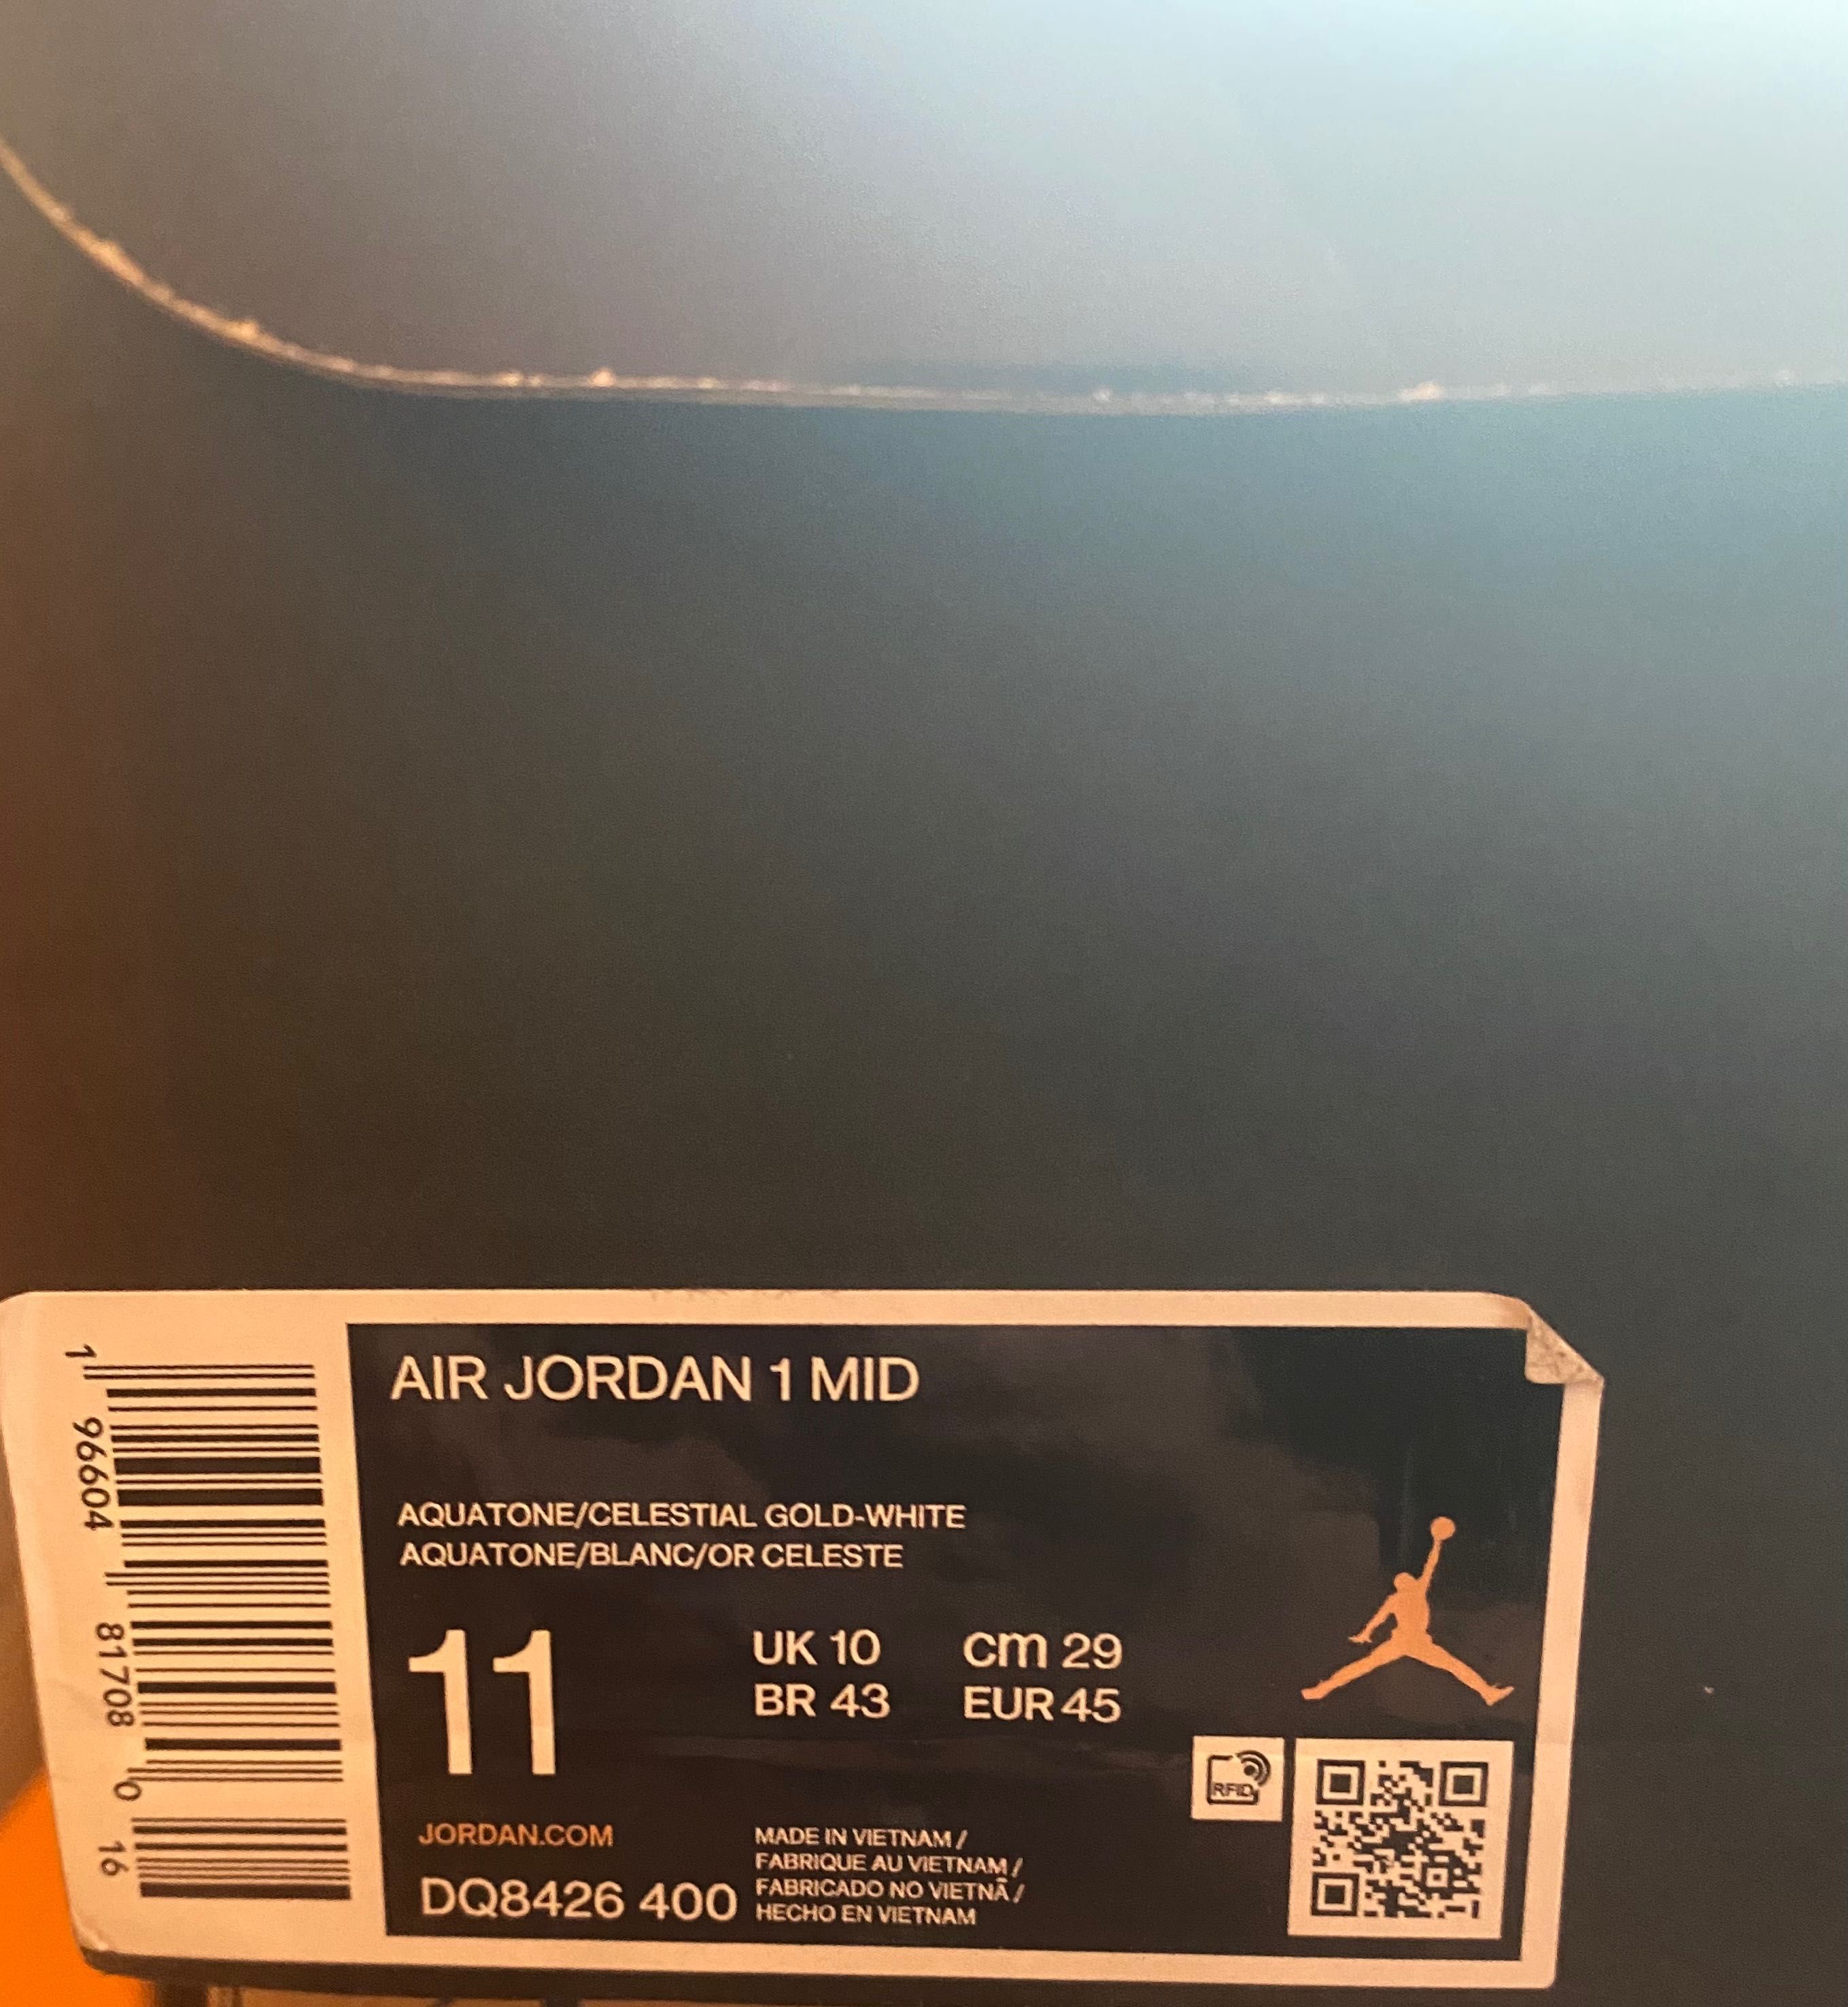 AIR JORDAN 1 MID
AQUATONE/CELESTIAL GOLD-WHITE
AQUATONE/BLANC/OR CELESTE
11
UK 10
cm 29
BR 43
EUR 45
JORDAN.COM
DQ8426 400
MADE IN VIETNAM /
FABRIQUE AU VIETNAM /
FABRICADO NO VIETNÃ /
HECHO EN VIETNAM
RFID
1 96604 81708 0 16